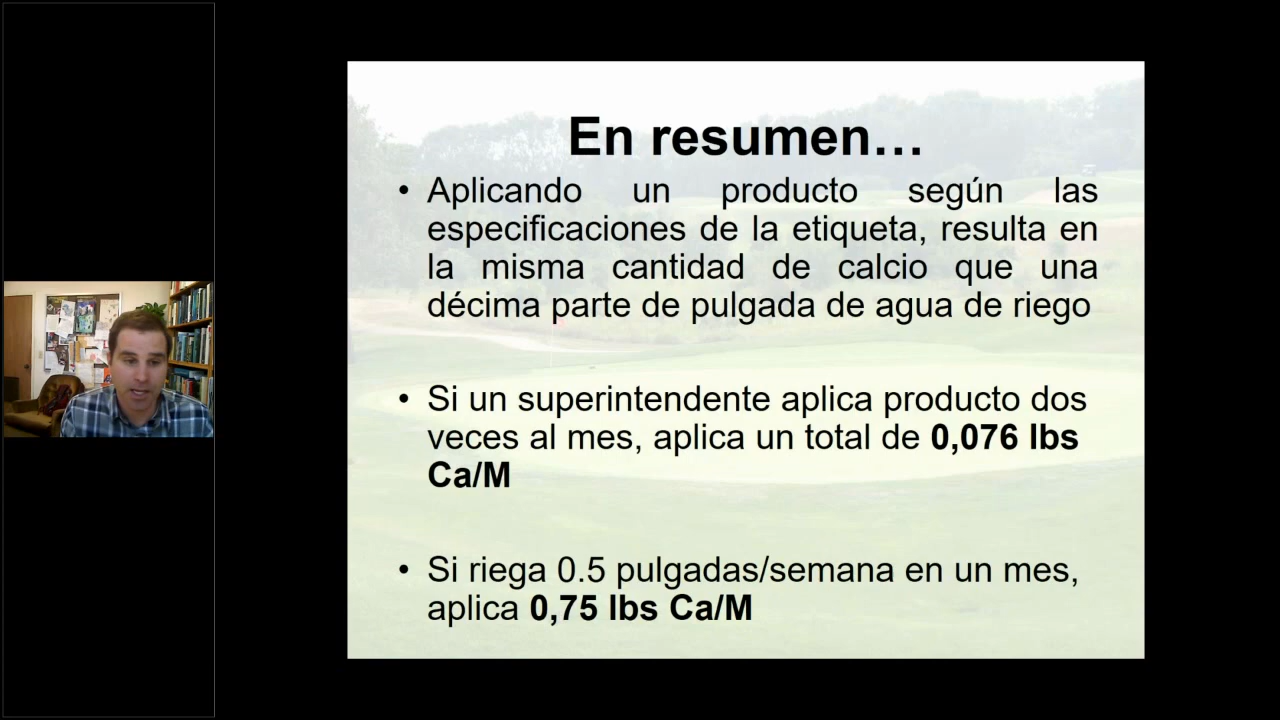 En resumen…
• Aplicando un producto según las
especificaciones de la etiqueta, resulta en
la misma cantidad de calcio que una
décima parte de pulgada de agua de riego
• Si un superintendente aplica producto dos
veces al mes, aplica un total de 0,076 lbs
Ca/M
• Si riega 0.5 pulgadas/semana en un mes,
aplica 0,75 lbs Ca/M